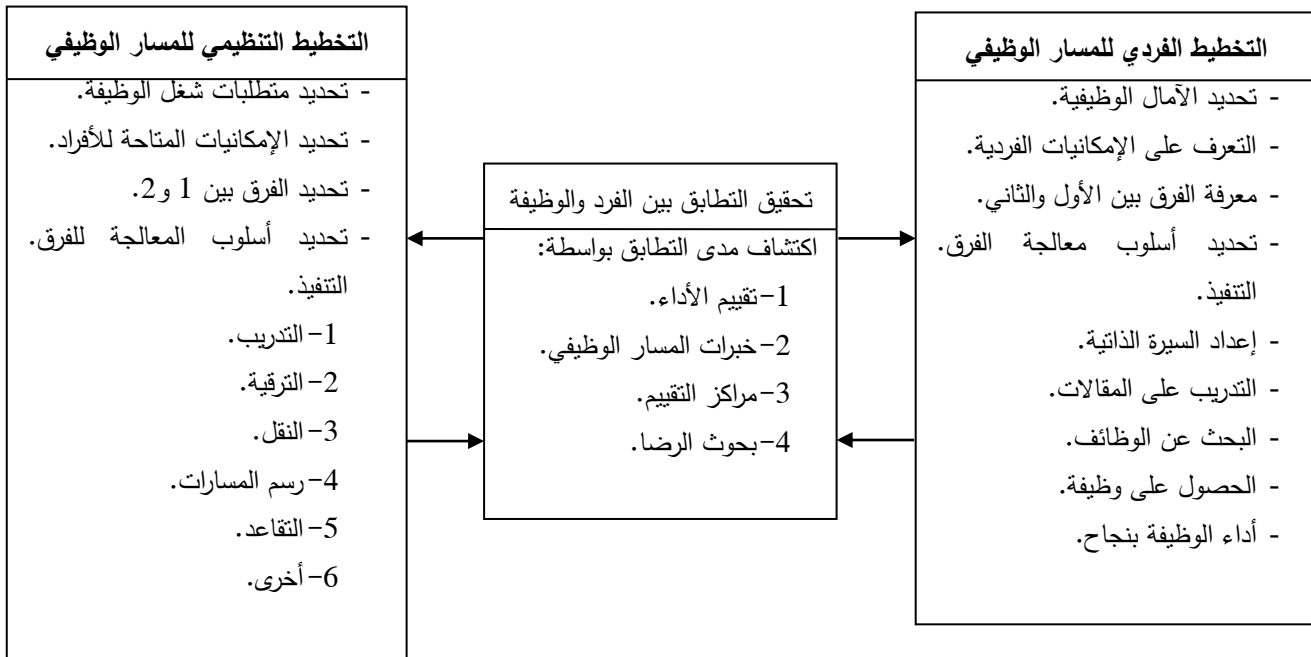 التخطيط الفردي للمسار الوظيفي
- تحديد الآمال الوظيفية.
- التعرف على الإمكانيات الفردية.
- معرفة الفرق بين الأول والثاني.
- تحديد أسلوب معالجة الفرق.
التنفيذ.
- إعداد السيرة الذاتية.
- التدريب على المقالات.
- البحث عن الوظائف.
- الحصول على وظيفة.
- أداء الوظيفة بنجاح.
تحقيق التطابق بين الفرد والوظيفة
اكتشاف مدى التطابق بواسطة:
1-تقييم الأداء.
2-خبرات المسار الوظيفي.
3-مراكز التقييم.
4-بحوث الرضا.
التخطيط التنظيمي للمسار الوظيفي
- تحديد متطلبات شغل الوظيفة.
- تحديد الإمكانيات المتاحة للأفراد.
- تحديد الفرق بين 1 و2.
- تحديد أسلوب المعالجة للفرق.
التنفيذ.
1-التدريب.
2-الترقية.
3-النقل.
4-رسم المسارات.
5-التقاعد.
6-أخرى.